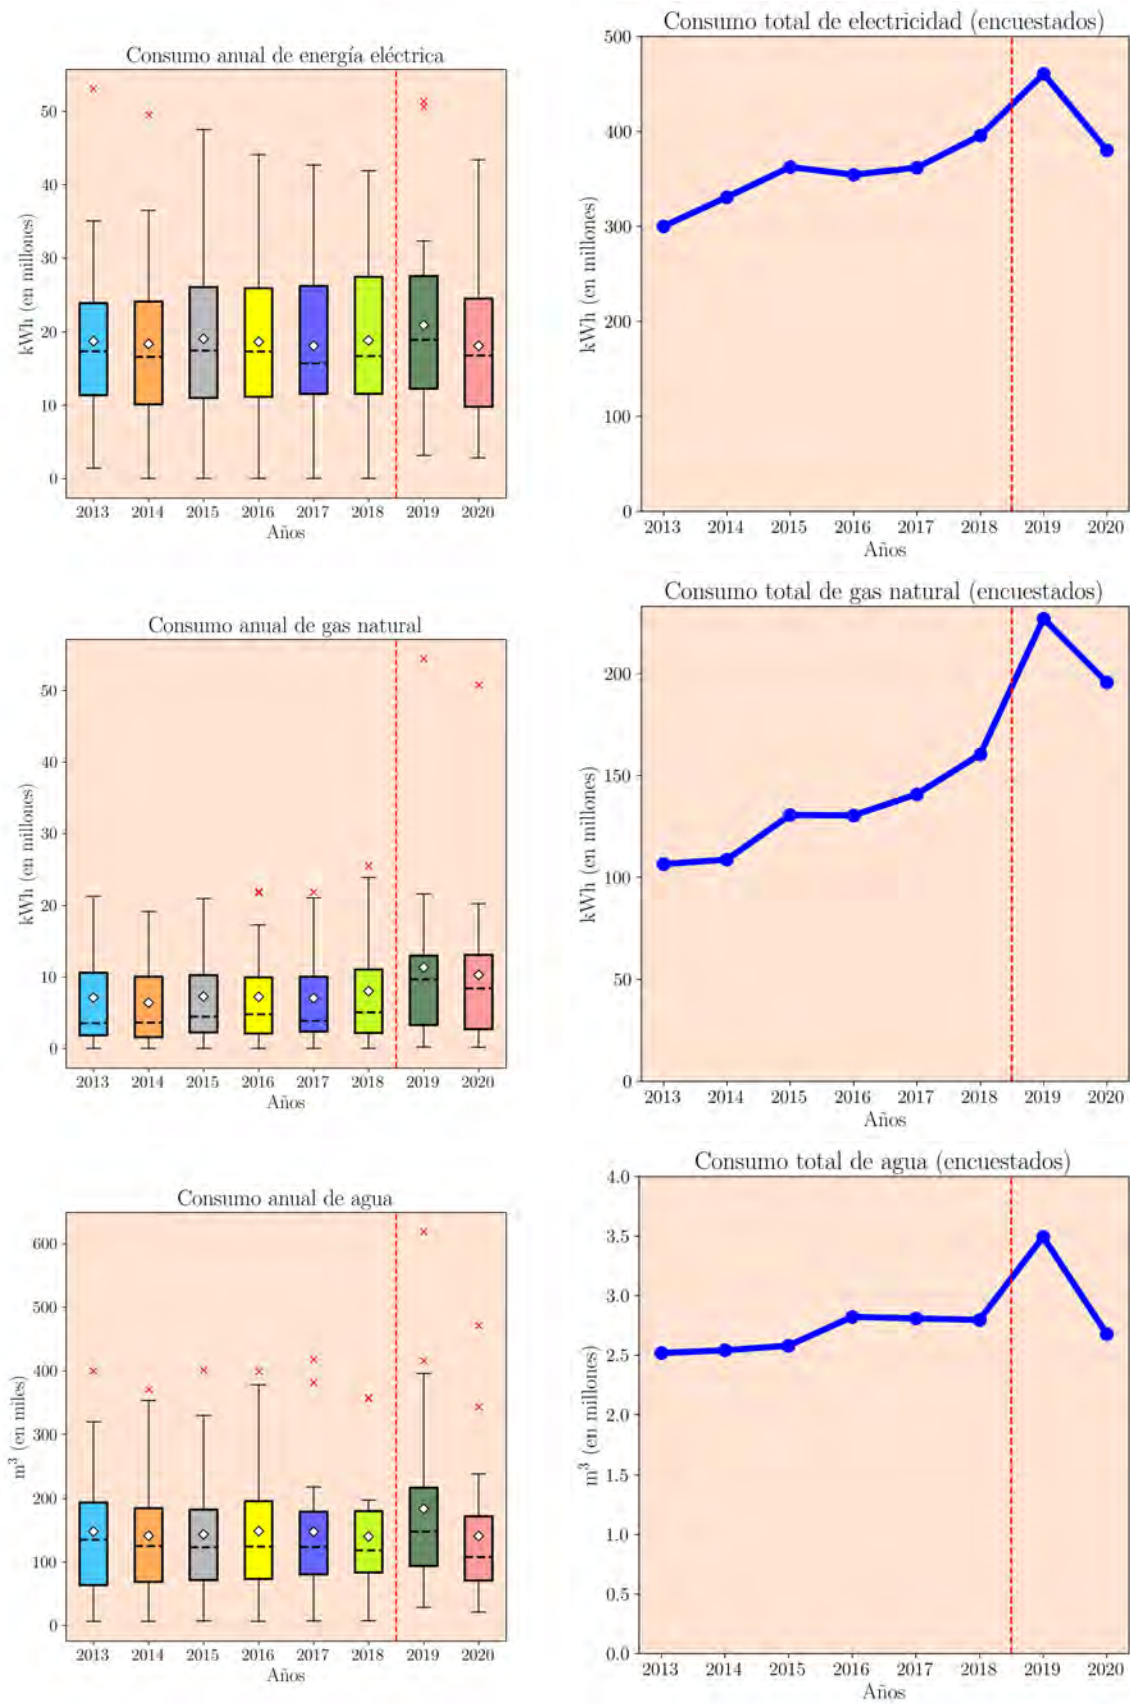 Consumo anual de energía eléctrica
kWh (en millones)
50
40
30
20
10
0
2013 2014 2015 2016 2017 2018 2019 2020
Años
Consumo total de electricidad (encuestados)
kWh (en millones)
500
400
300
200
100
0
2013 2014 2015 2016 2017 2018 2019 2020
Años
Consumo anual de gas natural
kWh (en millones)
50
40
30
20
10
0
2013 2014 2015 2016 2017 2018 2019 2020
Años
Consumo total de gas natural (encuestados)
kWh (en millones)
200
150
100
50
0
2013 2014 2015 2016 2017 2018 2019 2020
Años
Consumo anual de agua
m³ (en miles)
600
500
400
300
200
100
0
2013 2014 2015 2016 2017 2018 2019 2020
Años
Consumo total de agua (encuestados)
m³ (en millones)
4.0
3.5
3.0
2.5
2.0
1.5
1.0
0.5
0.0
2013 2014 2015 2016 2017 2018 2019 2020
Años